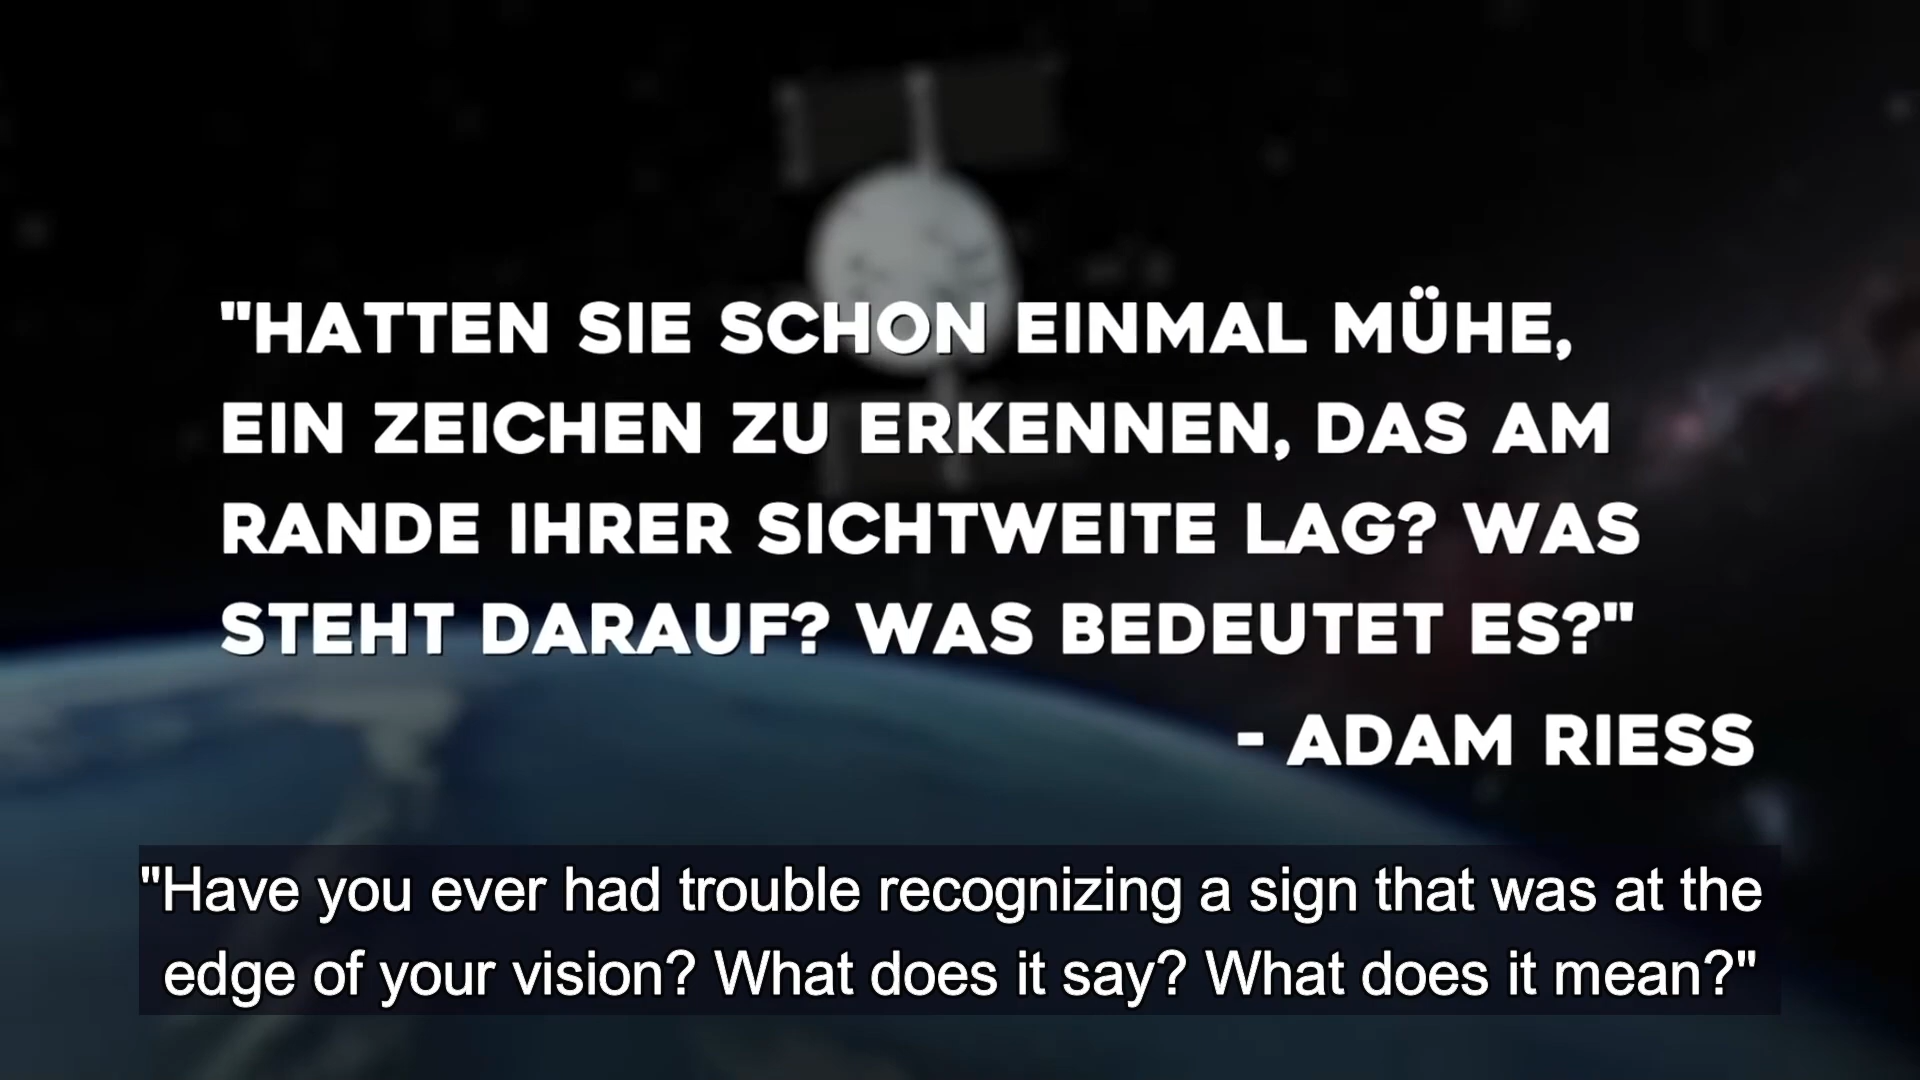 "HATTEN SIE SCHON EINMAL MÜHE,
EIN ZEICHEN ZU ERKENNEN, DAS AM
RANDE IHRER SICHTWEITE LAG? WAS
STEHT DARAUF? WAS BEDEUTET ES?"
- ADAM RIESS
"Have you ever had trouble recognizing a sign that was at the
edge of your vision? What does it say? What does it mean?"